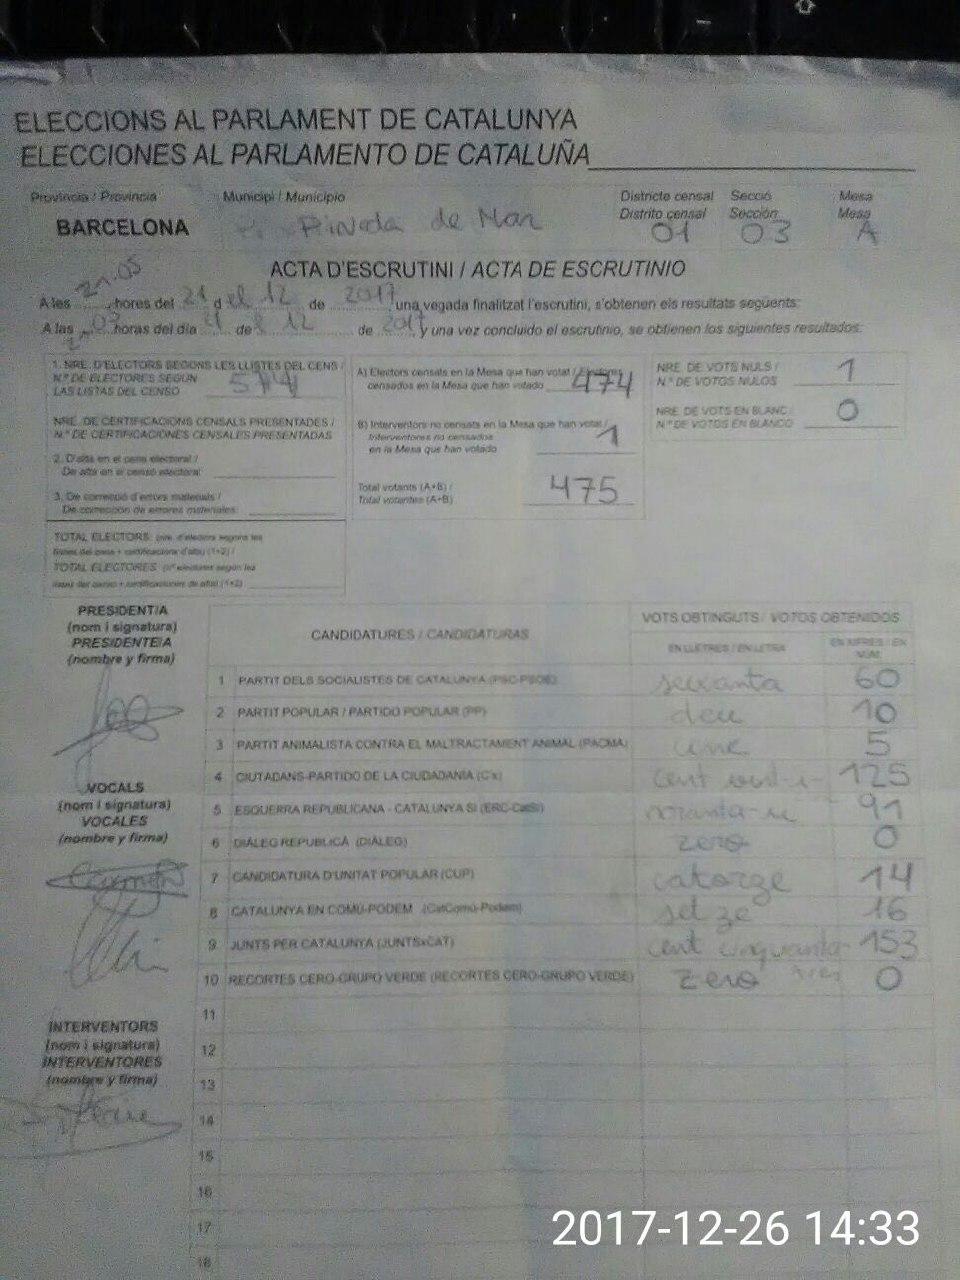 ELECCIONS AL PARLAMENT DE CATALUNYA
ELECCIONES AL PARLAMENTO DE CATALUÑA
Província / Provincia Municipi / Municipio Districte censal Secció Mesa
Distrito censal Sección Mesa
BARCELONA Pineda de Mar 01 03 A
ACTA D'ESCRUTINI / ACTA DE ESCRUTINIO
A les 21.05 hores del 21 del 12 de 2017 una vegada finalitzat l'escrutini, s'obtenen els resultats següents:
A las horas del día de 12 de 2017 y una vez concluido el escrutinio, se obtienen los siguientes resultados:
1. NRE. D'ELECTORS SEGONS LES LLISTES DEL CENS /
N.º DE ELECTORES SEGÚN
LAS LISTAS DEL CENSO
NRE. DE CERTIFICACIONS CENSALS PRESENTADES /
N.º DE CERTIFICACIONES CENSALES PRESENTADAS
2. D'alta en el cens electoral /
De alta en el censo electoral
3. De correcció d'errors materials /
De corrección de errores materiales
TOTAL ELECTORS: (nre. d'electors segons les
llistes del cens + certificacions d'alta) (1+2) /
TOTAL ELECTORES: (nº electores según las
listas del censo + certificaciones de alta) (1+2)
A) Electors censats en la Mesa que han votat /
censados en la Mesa que han votado 474
B) Interventors no censats en la Mesa que han votat /
Interventores no censados
en la Mesa que han votado 1
Total votants (A+B) /
Total votantes (A+B) 475
NRE. DE VOTS NULS /
N.º DE VOTOS NULOS 1
NRE. DE VOTS EN BLANC /
N.º DE VOTOS EN BLANCO 0
PRESIDENT/A
(nom i signatura)
PRESIDENTE/A
(nombre y firma)
VOCALS
(nom i signatura)
VOCALES
(nombre y firma)
INTERVENTORS
(nom i signatura)
INTERVENTORES
(nombre y firma)
CANDIDATURES / CANDIDATURAS VOTS OBTINGUTS / VOTOS OBTENIDOS
EN LLETRES / EN LETRA EN XIFRES / EN NÚM.
1 PARTIT DELS SOCIALISTES DE CATALUNYA (PSC-PSOE) seixanta 60
2 PARTIT POPULAR / PARTIDO POPULAR (PP) deu 10
3 PARTIT ANIMALISTA CONTRA EL MALTRACTAMENT ANIMAL (PACMA) cinc 5
4 CIUTADANS-PARTIDO DE LA CIUDADANÍA (C's) cent vint-i- 125
5 ESQUERRA REPUBLICANA - CATALUNYA SÍ (ERC-CatSí) noranta-u 91
6 DIÀLEG REPUBLICÀ (DIÀLEG) zero 0
7 CANDIDATURA D'UNITAT POPULAR (CUP) catorze 14
8 CATALUNYA EN COMÚ-PODEM (CatComú-Podem) setze 16
9 JUNTS PER CATALUNYA (JUNTSxCAT) cent cinquanta tres 153
10 RECORTES CERO-GRUPO VERDE (RECORTES CERO-GRUPO VERDE) zero 0
11
12
13
14
15
16
17
18
2017-12-26 14:33